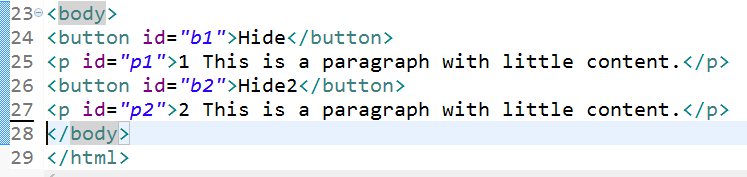 23 <body>
24 <button id="b1">Hide</button>
25 <p id="p1">1 This is a paragraph with little content.</p>
26 <button id="b2">Hide2</button>
27 <p id="p2">2 This is a paragraph with little content.</p>
28 </body>
29 </html>